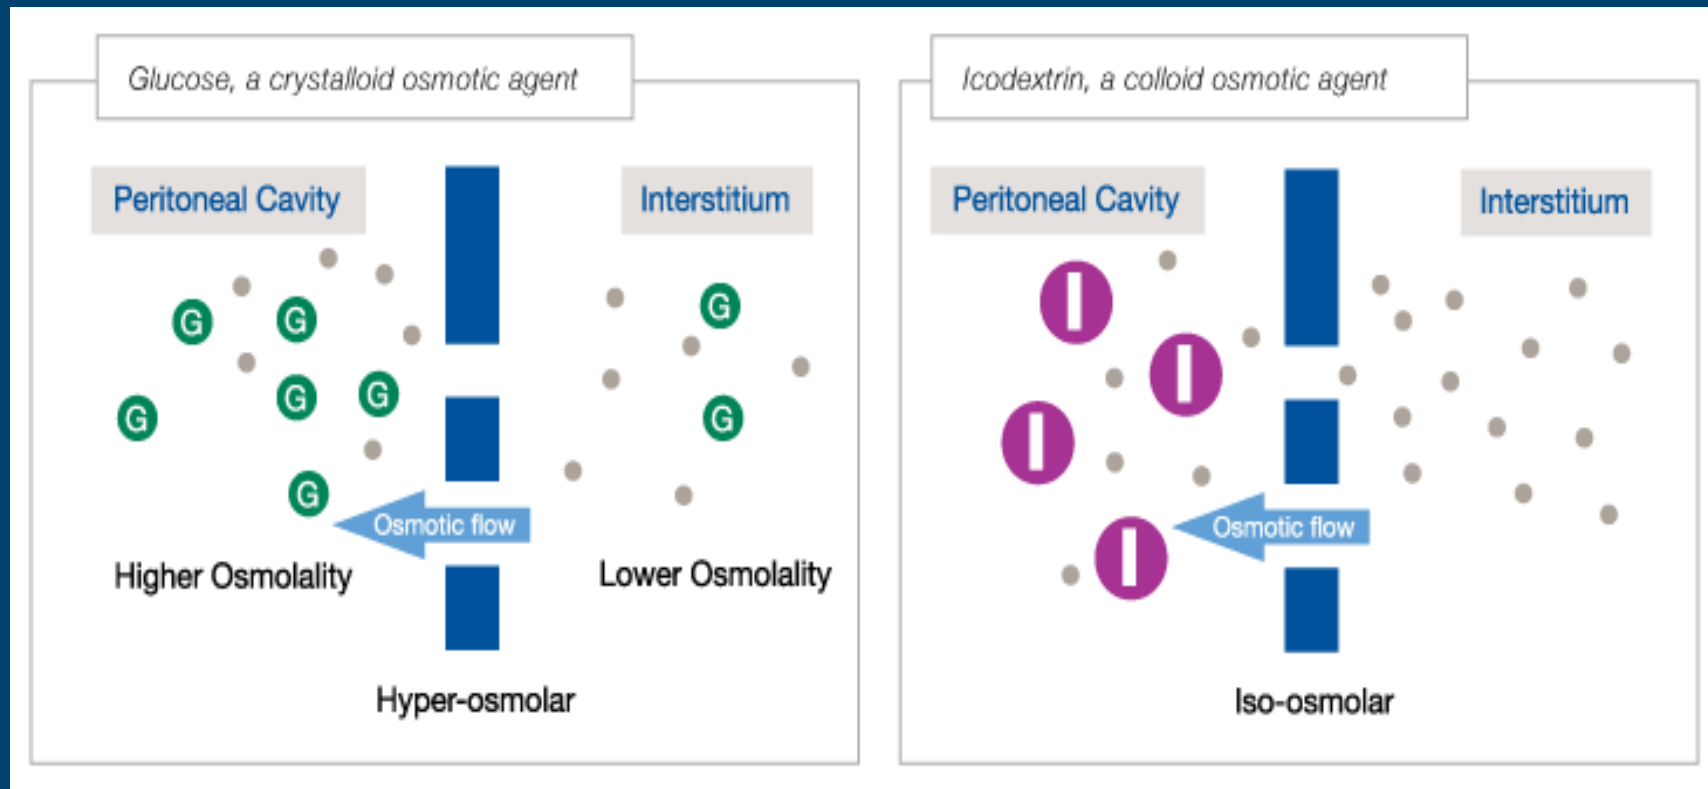 Glucose, a crystalloid osmotic agent
Peritoneal Cavity
Interstitium
G
G
G
G
G
G
G
G
Osmotic flow
Higher Osmolality
Lower Osmolality
Hyper-osmolar
Icodextrin, a colloid osmotic agent
Peritoneal Cavity
Interstitium
I
I
I
I
Osmotic flow
Iso-osmolar